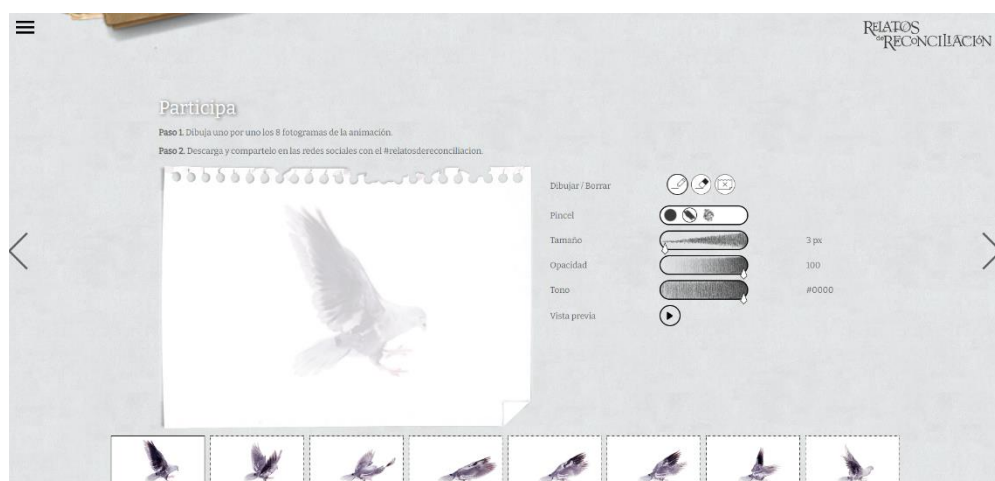 RELATOS
de RECONCILIACIÓN
Participa
Paso 1. Dibuja uno por uno los 8 fotogramas de la animación.
Paso 2. Descarga y compartelo en las redes sociales con el #relatosdereconciliacion.
Dibujar / Borrar
Pincel
Tamaño 3 px
Opacidad 100
Tono #0000
Vista previa